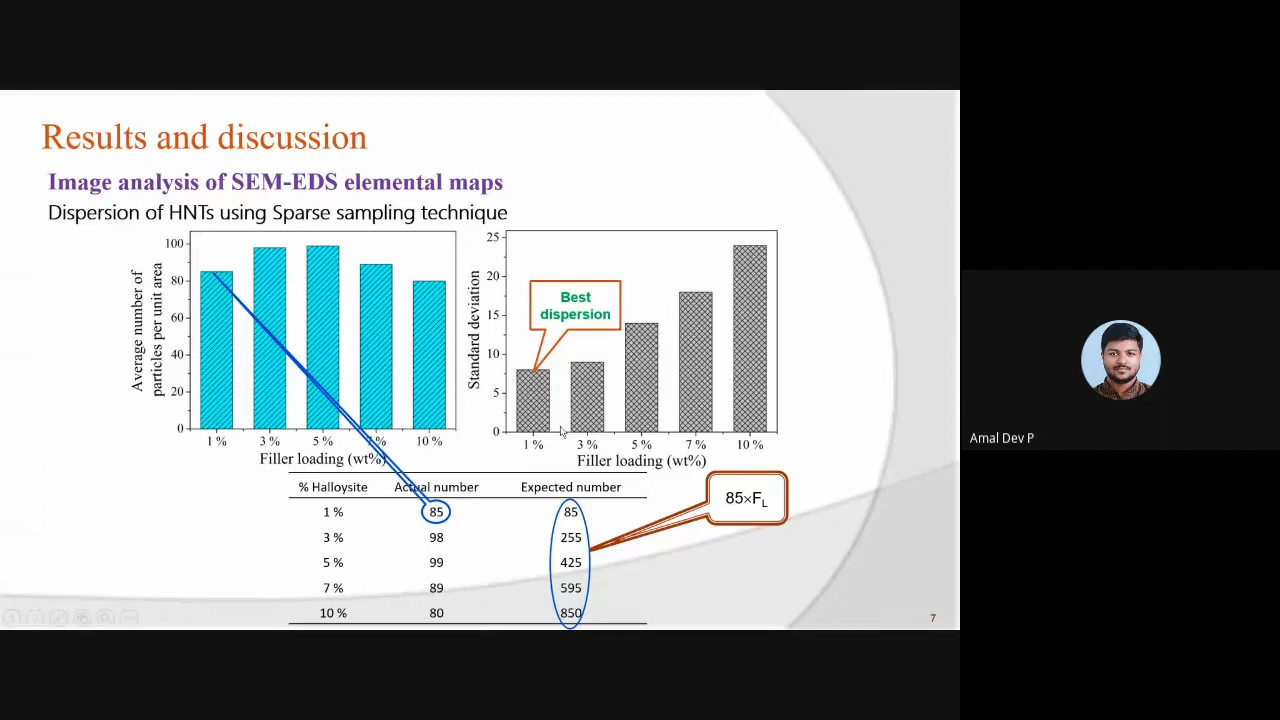 Results and discussion
Image analysis of SEM-EDS elemental maps
Dispersion of HNTs using Sparse sampling technique
Average number of
particles per unit area
100
80
60
40
20
0
1 %
3 %
5 %
7 %
10 %
Filler loading (wt%)
Standard deviation
25
20
15
10
5
0
Best
dispersion
1 %
3 %
5 %
7 %
10 %
Filler loading (wt%)
% Halloysite Actual number Expected number
1 % 85 85
3 % 98 255
5 % 99 425
7 % 89 595
10 % 80 850
85×FL
7
Amal Dev P